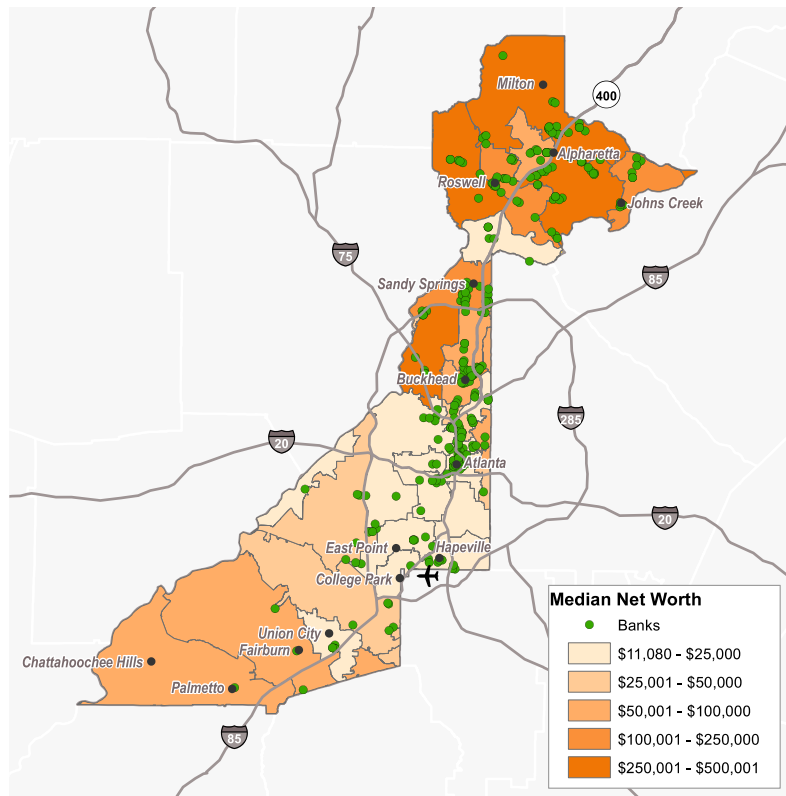 Milton
400
Alpharetta
Roswell
Johns Creek
75
85
Sandy Springs
Buckhead
285
20
Atlanta
20
East Point
Hapeville
College Park
Union City
Fairburn
Chattahoochee Hills
Palmetto
85
Median Net Worth
Banks
$11,080 - $25,000
$25,001 - $50,000
$50,001 - $100,000
$100,001 - $250,000
$250,001 - $500,001